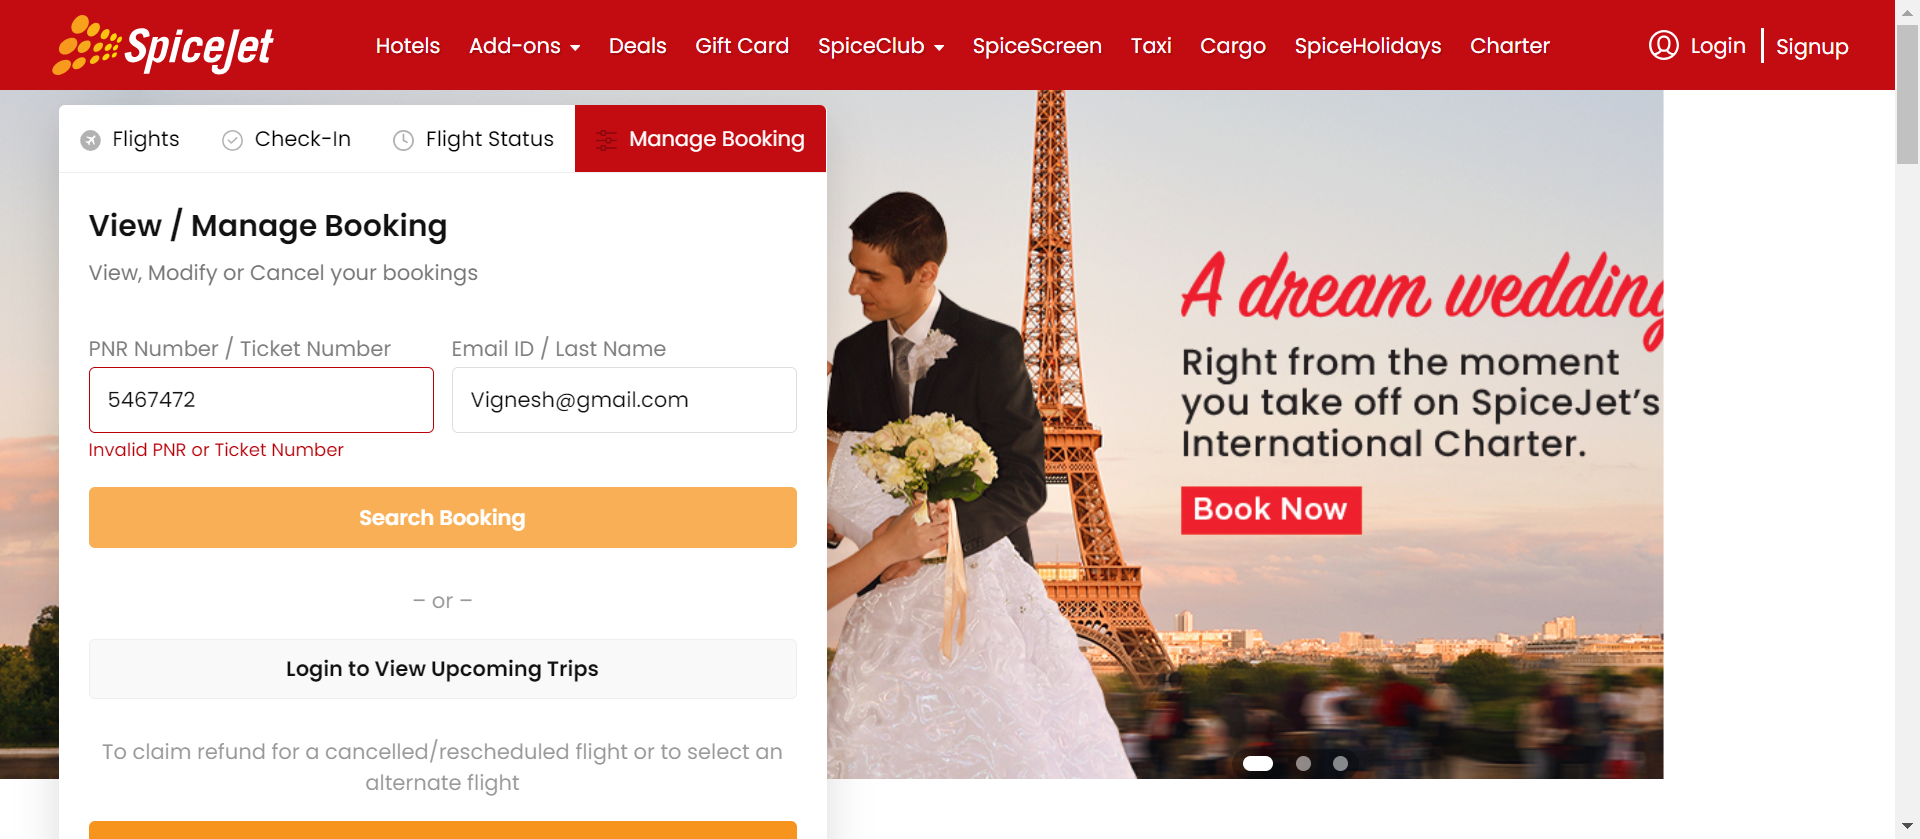 SpiceJet
Hotels Add-ons Deals Gift Card SpiceClub SpiceScreen Taxi Cargo SpiceHolidays Charter Login Signup
Flights Check-In Flight Status Manage Booking
View / Manage Booking
View, Modify or Cancel your bookings
PNR Number / Ticket Number Email ID / Last Name
5467472 Vignesh@gmail.com
Invalid PNR or Ticket Number
Search Booking
– or –
Login to View Upcoming Trips
To claim refund for a cancelled/rescheduled flight or to select an
alternate flight
A dream wedding
Right from the moment
you take off on SpiceJet's
International Charter.
Book Now